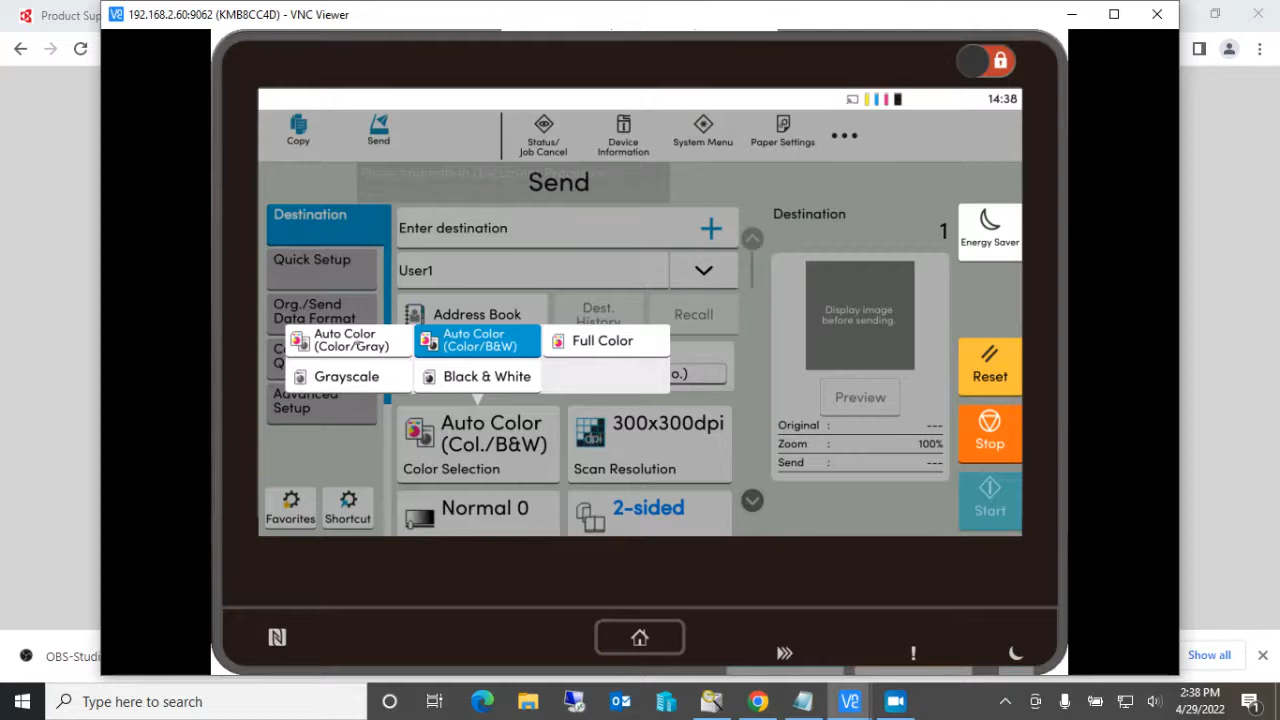 Product Sup
192.168.2.60:9062 (KMB8CC4D) - VNC Viewer
14:38
Copy
Send
Status/
Job Cancel
Device
Information
System Menu
Paper Settings
Send
Destination
Quick Setup
Org./Send
Data Format
Advanced
Setup
Favorites
Shortcut
Enter destination
User1
Address Book
Dest.
History
Recall
Auto Color
(Color/Gray)
Auto Color
(Color/B&W)
Full Color
Grayscale
Black & White
Auto Color
(Col./B&W)
Color Selection
300x300dpi
Scan Resolution
Normal 0
2-sided
Destination
1
Display image
before sending.
Preview
Original : ---
Zoom : 100%
Send : ---
Energy Saver
Reset
Stop
Start
OBS-Studi
Show all
Type here to search
2:38 PM
4/29/2022